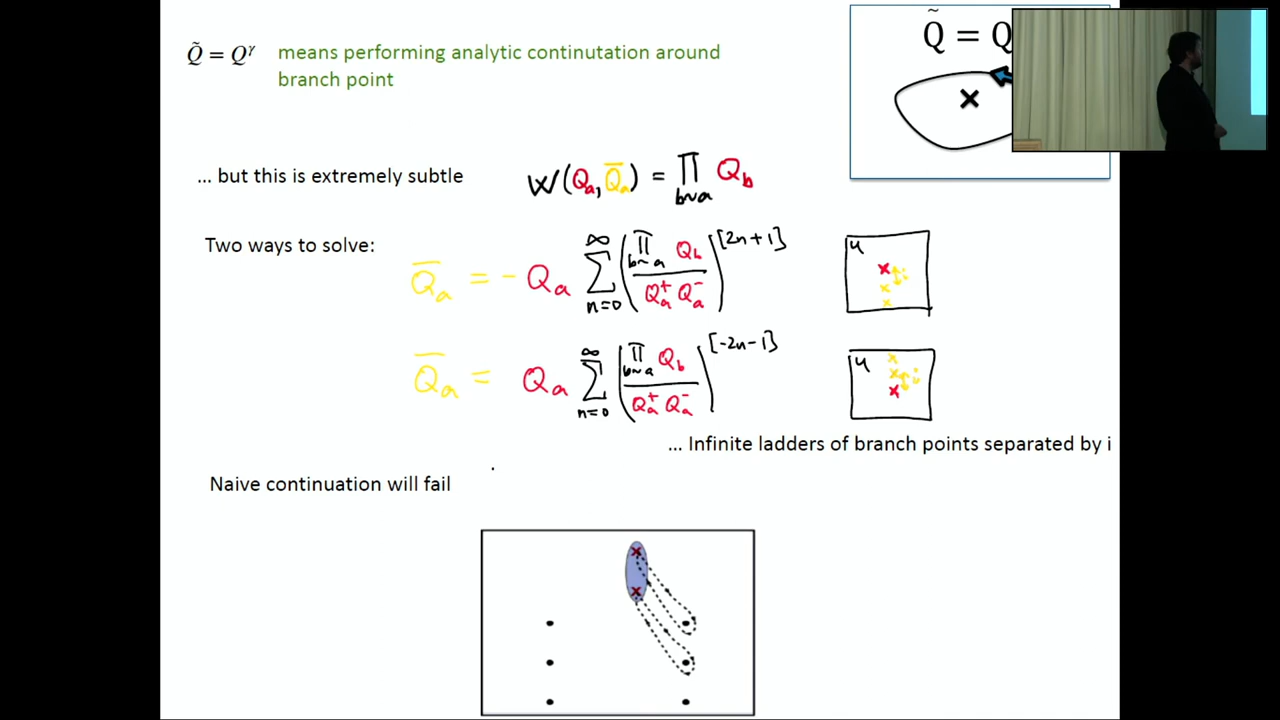 Q̃ = Q^γ means performing analytic continutation around
branch point
Q̃ = Q
... but this is extremely subtle W(Q_a, Q̅_a) = ∏_{b~a} Q_b
Two ways to solve:
Q̅_a = - Q_a ∑_{n=0}^{∞} (∏_{b~a} Q_b / Q_a^+ Q_a^-)^{[2n+1]}
u
i
Q̅_a = Q_a ∑_{n=0}^{∞} (∏_{b~a} Q_b / Q_a^+ Q_a^-)^{[-2n-1]}
u
i
... Infinite ladders of branch points separated by i
Naive continuation will fail